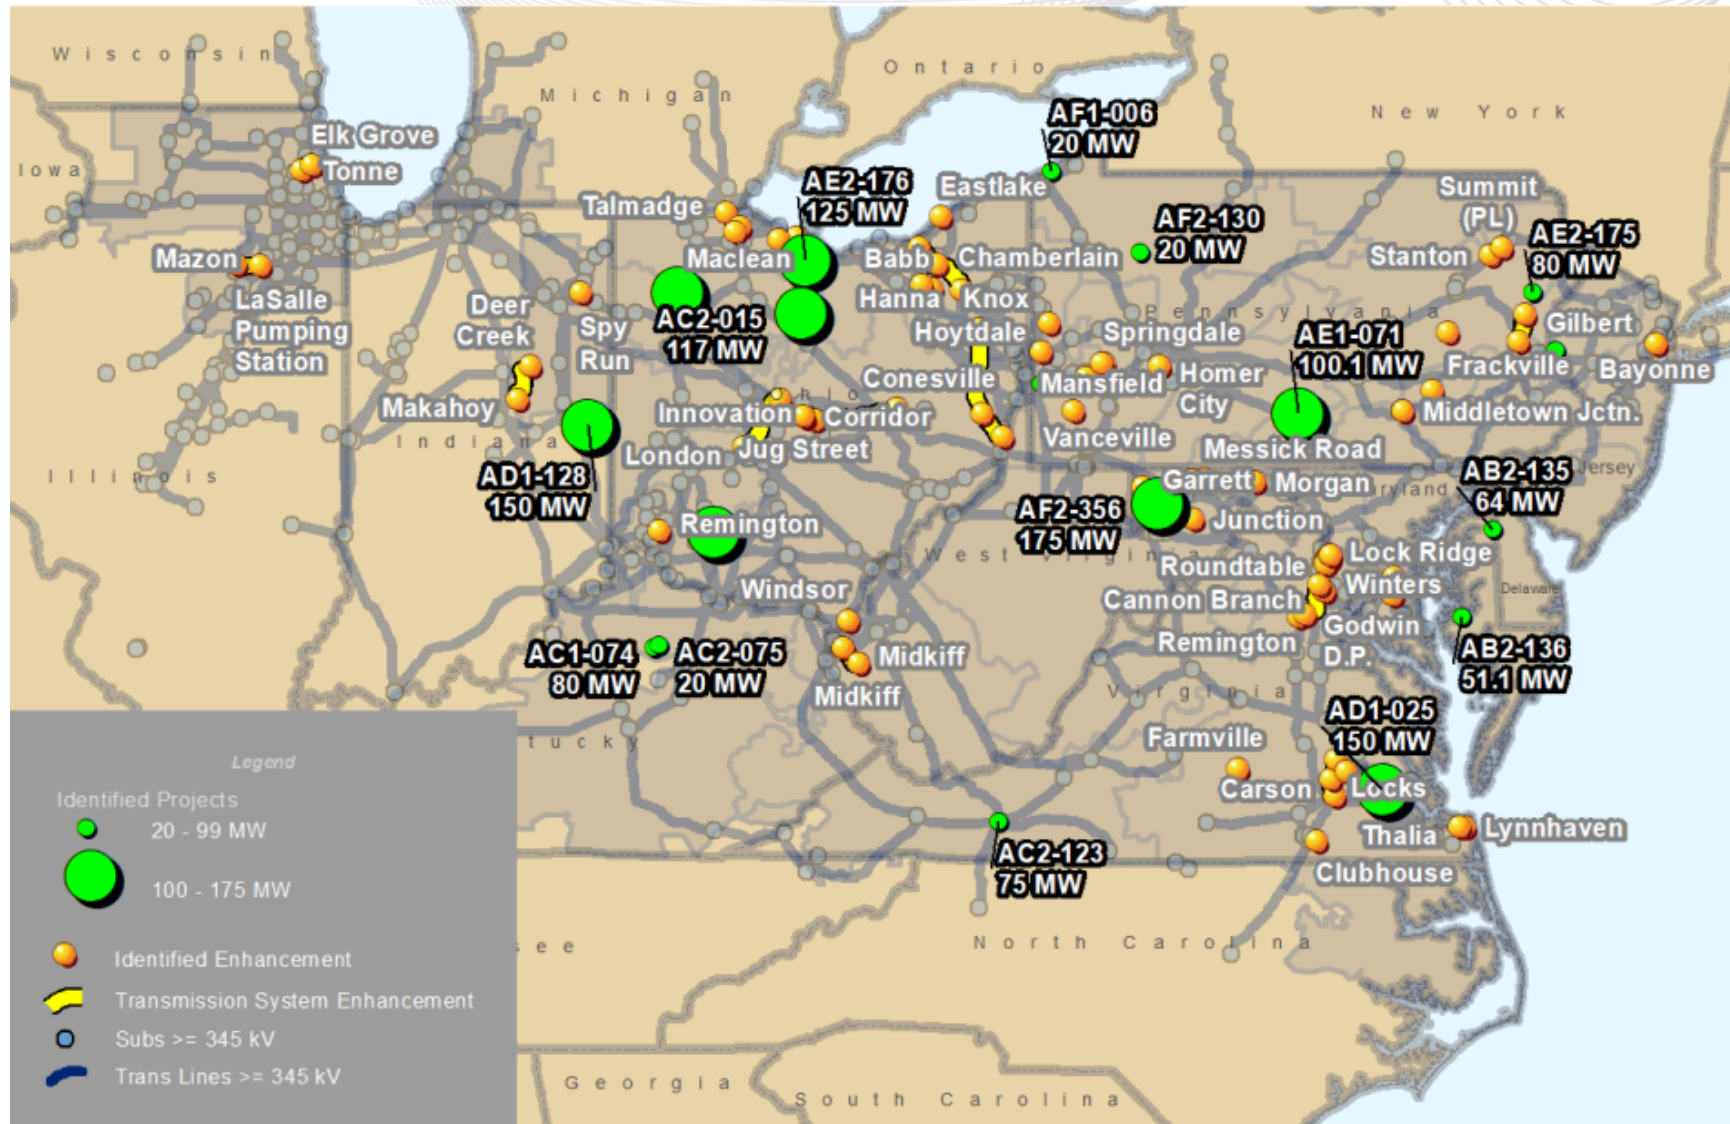 Wisconsin
Michigan
Ontario
New York
Iowa
Elk Grove
Tonne
AF1-006
20 MW
AE2-176
125 MW
Eastlake
Talmadge
AF2-130
20 MW
Summit
(PL)
AE2-175
80 MW
Stanton
Mazon
Maclean
Babb
Chamberlain
LaSalle
Pumping
Station
Deer
Creek
Spy
Run
AC2-015
117 MW
Hanna
Knox
Hoytdale
Pennsylvania
Springdale
AE1-071
100.1 MW
Gilbert
Frackville
Bayonne
Conesville
Mansfield
Homer
City
Makahoy
Indiana
Ohio
Innovation
Corridor
Jug Street
London
Vanceville
Middletown Jctn.
Messick Road
Illinois
AD1-128
150 MW
Garrett
Morgan
aryland
AB2-135
64 MW
Jersey
AF2-356
175 MW
Junction
Remington
West Virginia
Lock Ridge
Roundtable
Winters
Delaware
Windsor
Cannon Branch
Godwin
D.P.
Remington
AC1-074
80 MW
AC2-075
20 MW
Midkiff
Midkiff
AB2-136
51.1 MW
Virginia
AD1-025
150 MW
tucky
Farmville
Carson
Locks
Thalia
Lynnhaven
Clubhouse
AC2-123
75 MW
Legend
Identified Projects
20 - 99 MW
100 - 175 MW
Identified Enhancement
Transmission System Enhancement
Subs >= 345 kV
Trans Lines >= 345 kV
see
North Carolina
Georgia
South Carolina